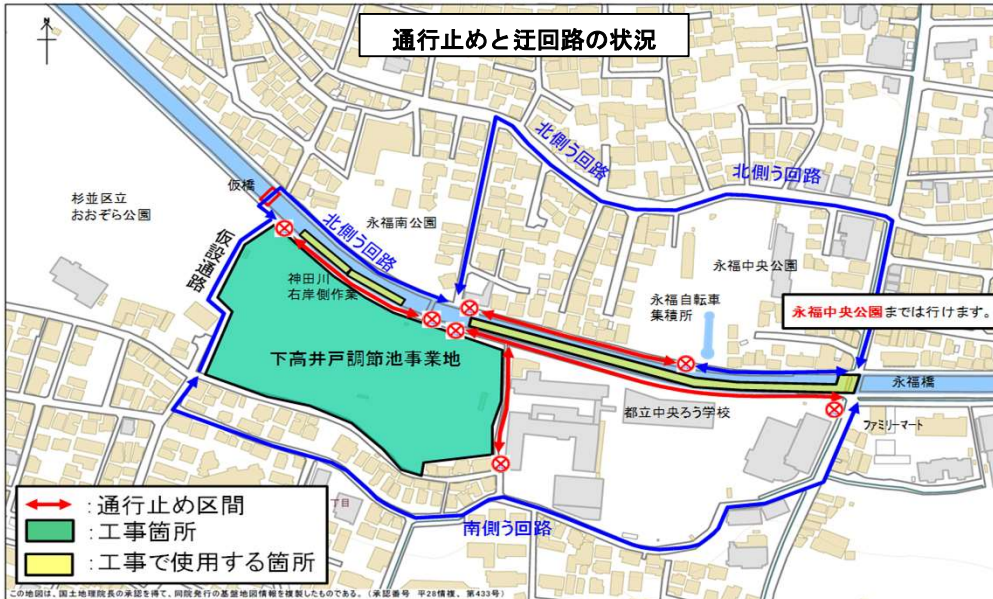 通行止めと迂回路の状況
N
北側う回路
北側う回路
仮橋
杉並区立
おおぞら公園
永福南公園
北側う回路
仮設通路
永福中央公園
神田川
右岸側作業
永福自転車
集積所
永福中央公園までは行けます。
下高井戸調節池事業地
永福橋
都立中央ろう学校
ファミリーマート
:通行止め区間
丁目
:工事箇所
南側う回路
:工事で使用する箇所
この地図は、国土地理院長の承認を得て、同院発行の基盤地図情報を複製したものである。(承認番号 平28情複、第433号)